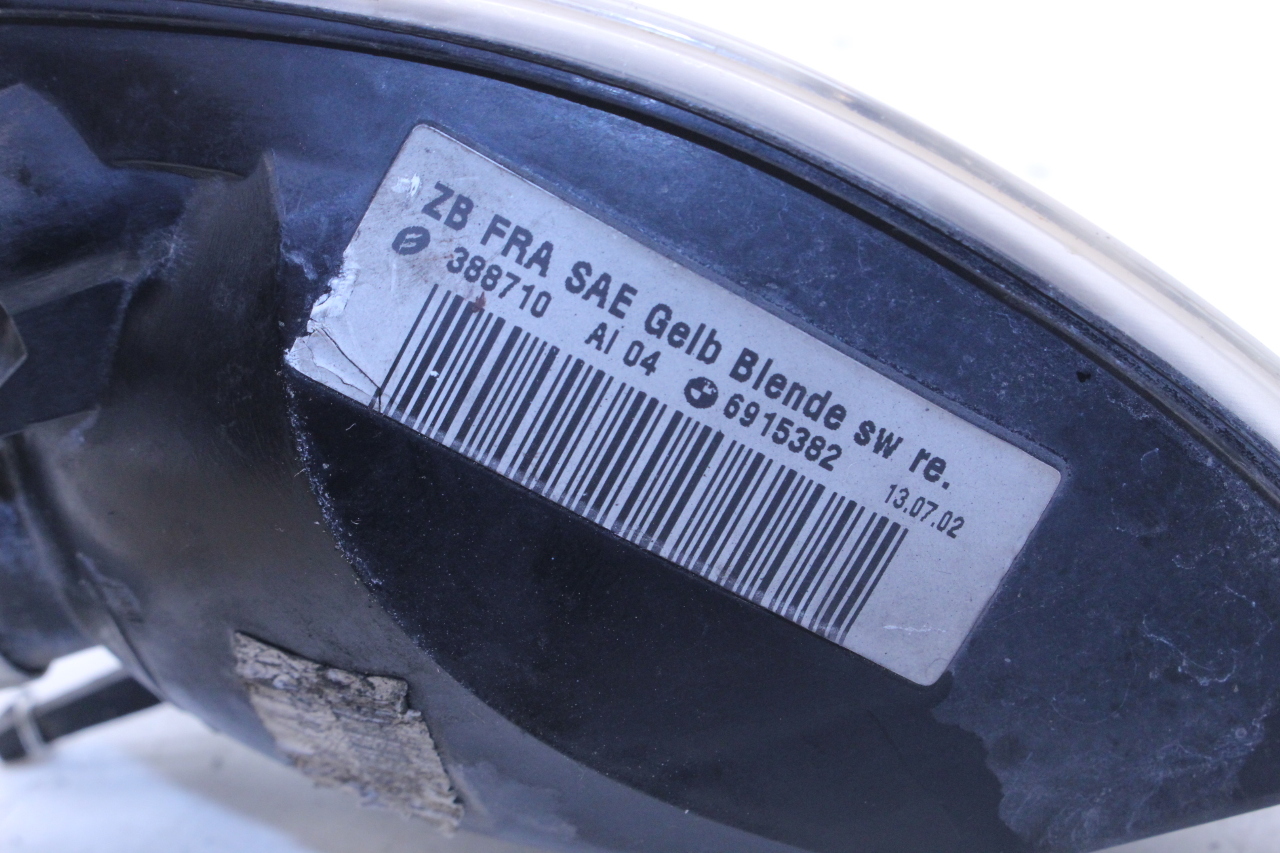 ZB FRA SAE Gelb Blende sw re.
388710 AI 04 6915382 13.07.02